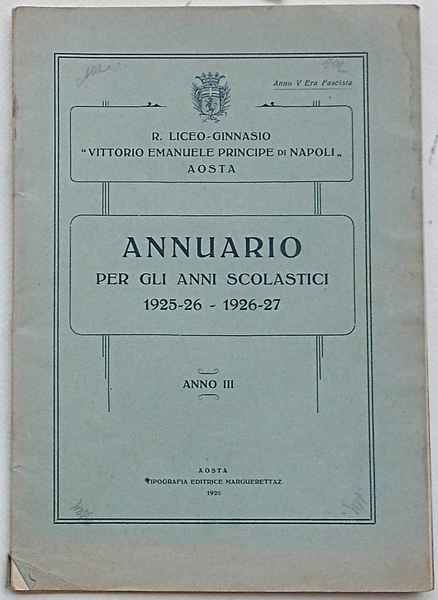 Anno V Era Fascista
R. LICEO-GINNASIO
"VITTORIO EMANUELE PRINCIPE DI NAPOLI„
AOSTA
ANNUARIO
PER GLI ANNI SCOLASTICI
1925-26 - 1926-27
ANNO III
AOSTA
TIPOGRAFIA EDITRICE MARGUERETTAZ
1926